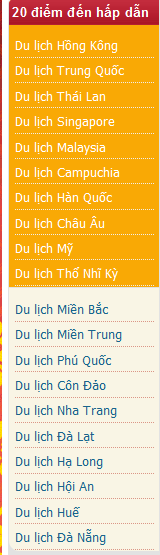 20 điểm đến hấp dẫn
Du lịch Hồng Kông
Du lịch Trung Quốc
Du lịch Thái Lan
Du lịch Singapore
Du lịch Malaysia
Du lịch Campuchia
Du lịch Hàn Quốc
Du lịch Châu Âu
Du lịch Mỹ
Du lịch Thổ Nhĩ Kỳ
Du lịch Miền Bắc
Du lịch Miền Trung
Du lịch Phú Quốc
Du lịch Côn Đảo
Du lịch Nha Trang
Du lịch Đà Lạt
Du lịch Hạ Long
Du lịch Hội An
Du lịch Huế
Du lịch Đà Nẵng